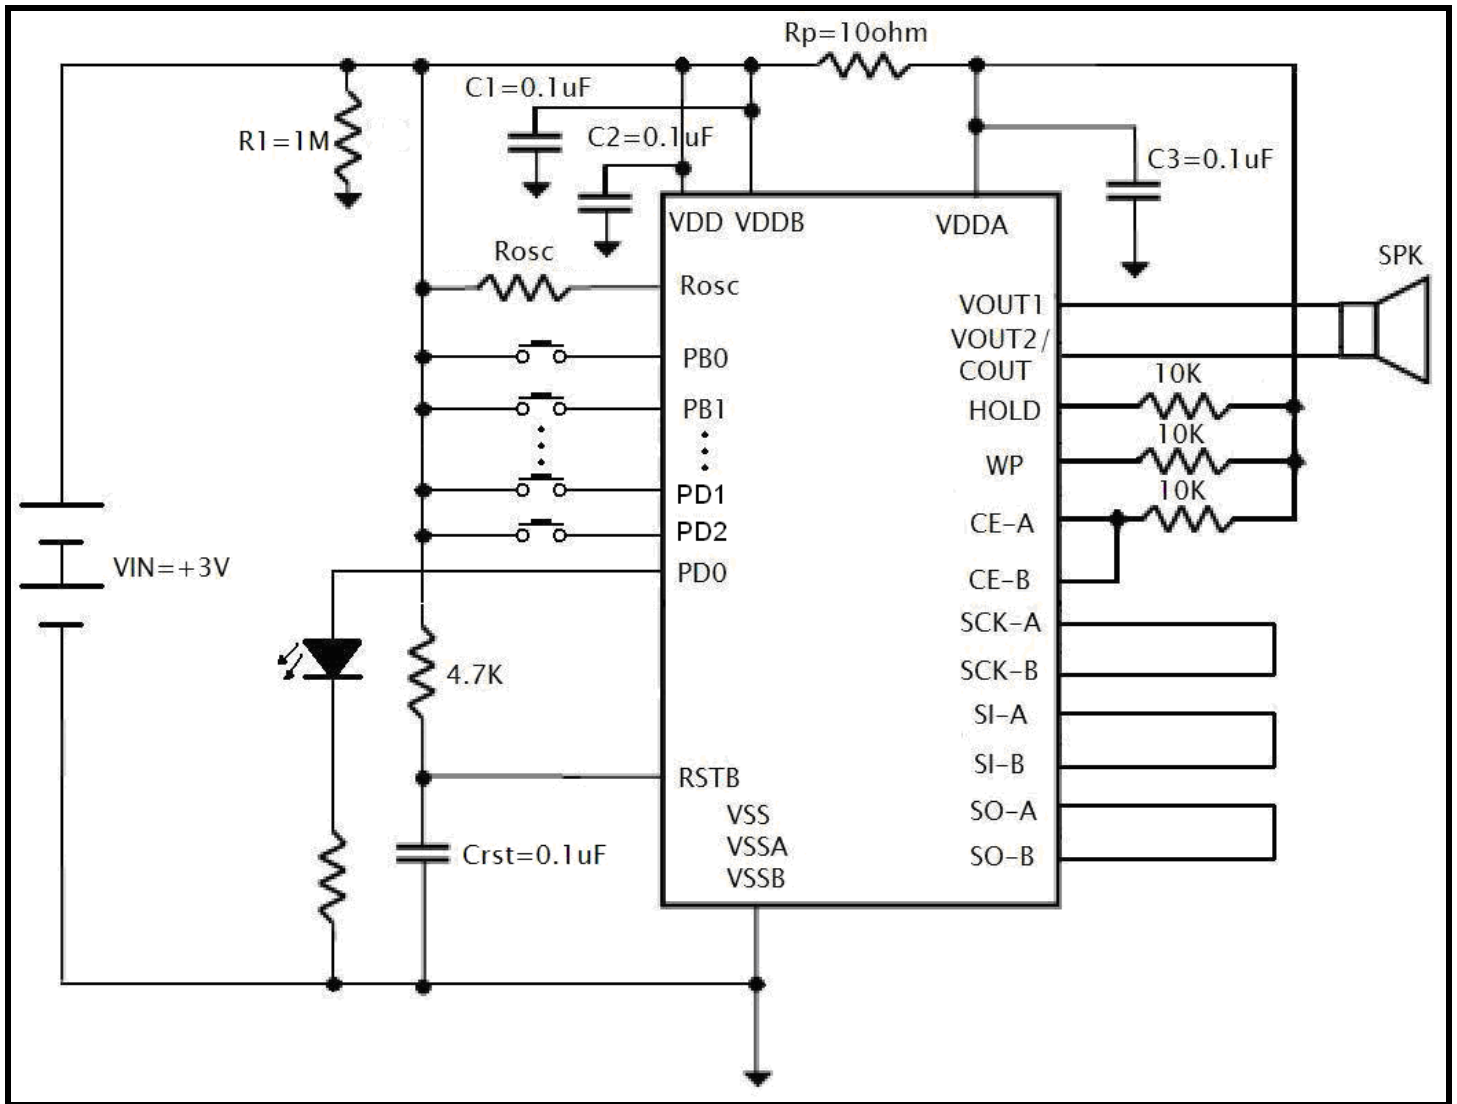 Rp=10ohm
C1=0.1uF
R1=1M
C2=0.1uF
C3=0.1uF
VDD VDDB
VDDA
Rosc
SPK
Rosc
VOUT1
VOUT2/
COUT
PB0
10K
PB1
HOLD
10K
WP
10K
PD1
PD2
CE-A
VIN=+3V
PD0
CE-B
SCK-A
4.7K
SCK-B
SI-A
SI-B
RSTB
VSS
SO-A
VSSA
Crst=0.1uF
SO-B
VSSB